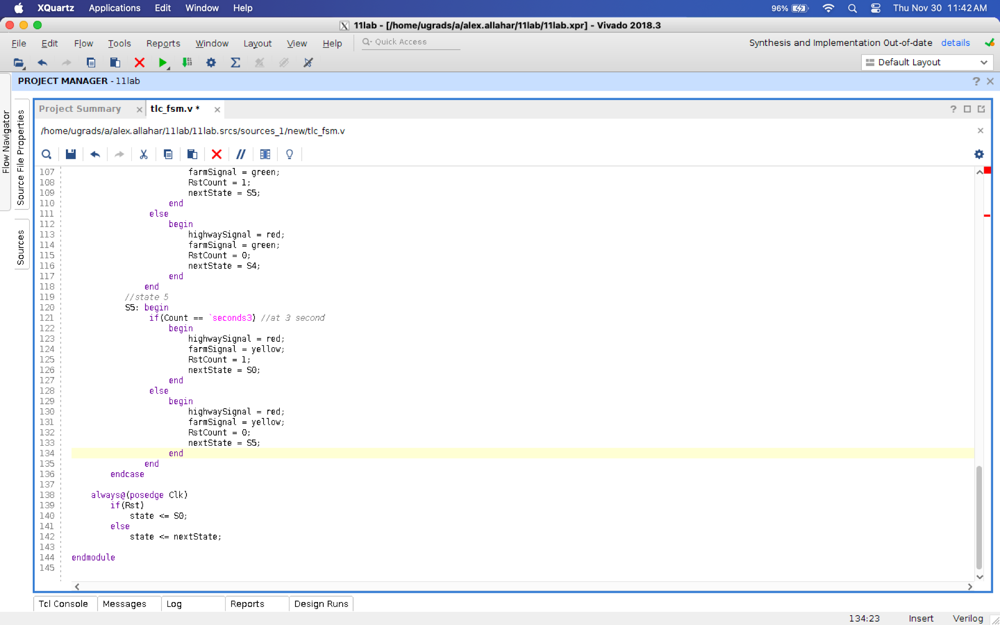 XQuartz Applications Edit Window Help 96% Thu Nov 30 11:42 AM
11lab - [/home/ugrads/a/alex.allahar/11lab/11lab.xpr] - Vivado 2018.3
File Edit Flow Tools Reports Window Layout View Help Quick Access Synthesis and Implementation Out-of-date details
Default Layout
PROJECT MANAGER - 11lab
Flow Navigator
Source File Properties
Sources
Project Summary tlc_fsm.v *
/home/ugrads/a/alex.allahar/11lab/11lab.srcs/sources_1/new/tlc_fsm.v
107 farmSignal = green;
108 RstCount = 1;
109 nextState = S5;
110 end
111 else
112 begin
113 highwaySignal = red;
114 farmSignal = green;
115 RstCount = 0;
116 nextState = S4;
117 end
118 end
119 //state 5
120 S5: begin
121 if(Count == `seconds3) //at 3 second
122 begin
123 highwaySignal = red;
124 farmSignal = yellow;
125 RstCount = 1;
126 nextState = S0;
127 end
128 else
129 begin
130 highwaySignal = red;
131 farmSignal = yellow;
132 RstCount = 0;
133 nextState = S5;
134 end
135 end
136 endcase
137
138 always@(posedge Clk)
139 if(Rst)
140 state <= S0;
141 else
142 state <= nextState;
143
144 endmodule
145
Tcl Console Messages Log Reports Design Runs
134:23 Insert Verilog